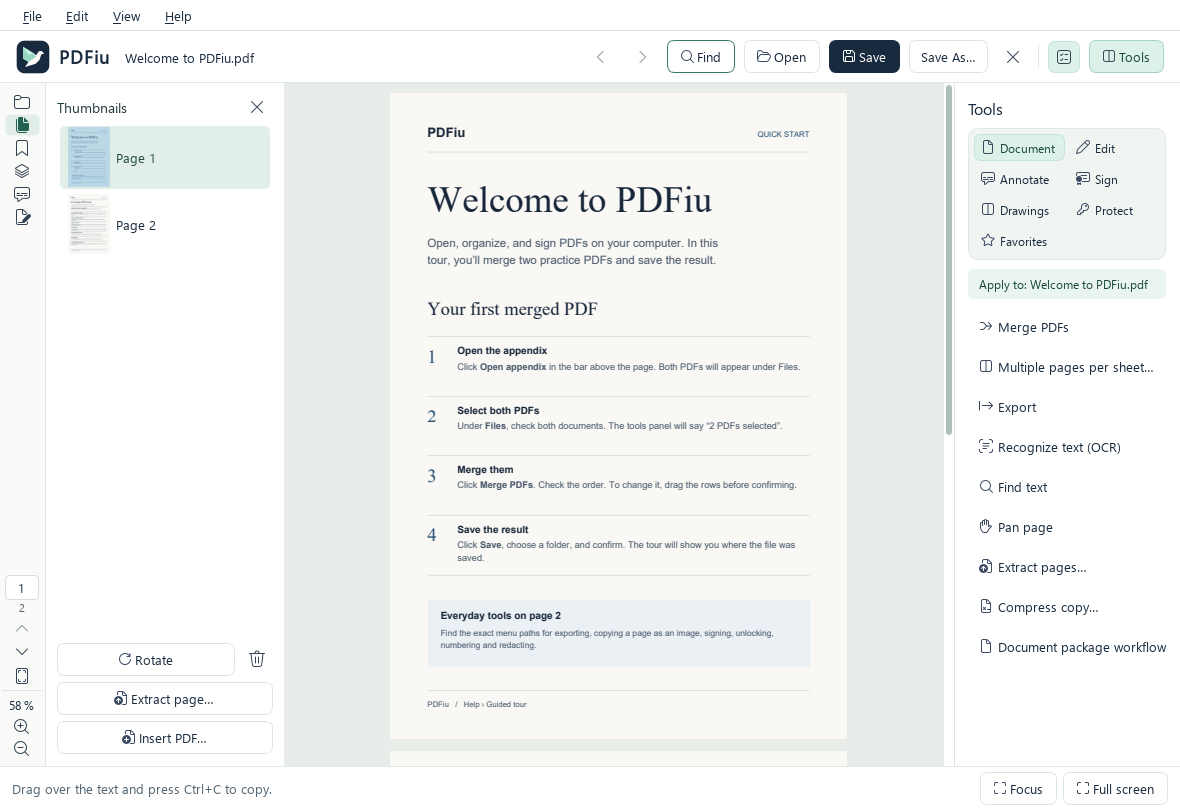 File Edit View Help
PDFiu Welcome to PDFiu.pdf Find Open Save Save As... Tools
Thumbnails
Page 1
Page 2
1
2
58 %
Rotate
Extract page...
Insert PDF...
PDFiu QUICK START
Welcome to PDFiu
Open, organize, and sign PDFs on your computer. In this
tour, you’ll merge two practice PDFs and save the result.
Your first merged PDF
1 Open the appendix
Click Open appendix in the bar above the page. Both PDFs will appear under Files.
2 Select both PDFs
Under Files, check both documents. The tools panel will say “2 PDFs selected”.
3 Merge them
Click Merge PDFs. Check the order. To change it, drag the rows before confirming.
4 Save the result
Click Save, choose a folder, and confirm. The tour will show you where the file was
saved.
Everyday tools on page 2
Find the exact menu paths for exporting, copying a page as an image, signing, unlocking,
numbering and redacting.
PDFiu / Help › Guided tour
Tools
Document Edit
Annotate Sign
Drawings Protect
Favorites
Apply to: Welcome to PDFiu.pdf
Merge PDFs
Multiple pages per sheet...
Export
Recognize text (OCR)
Find text
Pan page
Extract pages...
Compress copy...
Document package workflow
Drag over the text and press Ctrl+C to copy. Focus Full screen